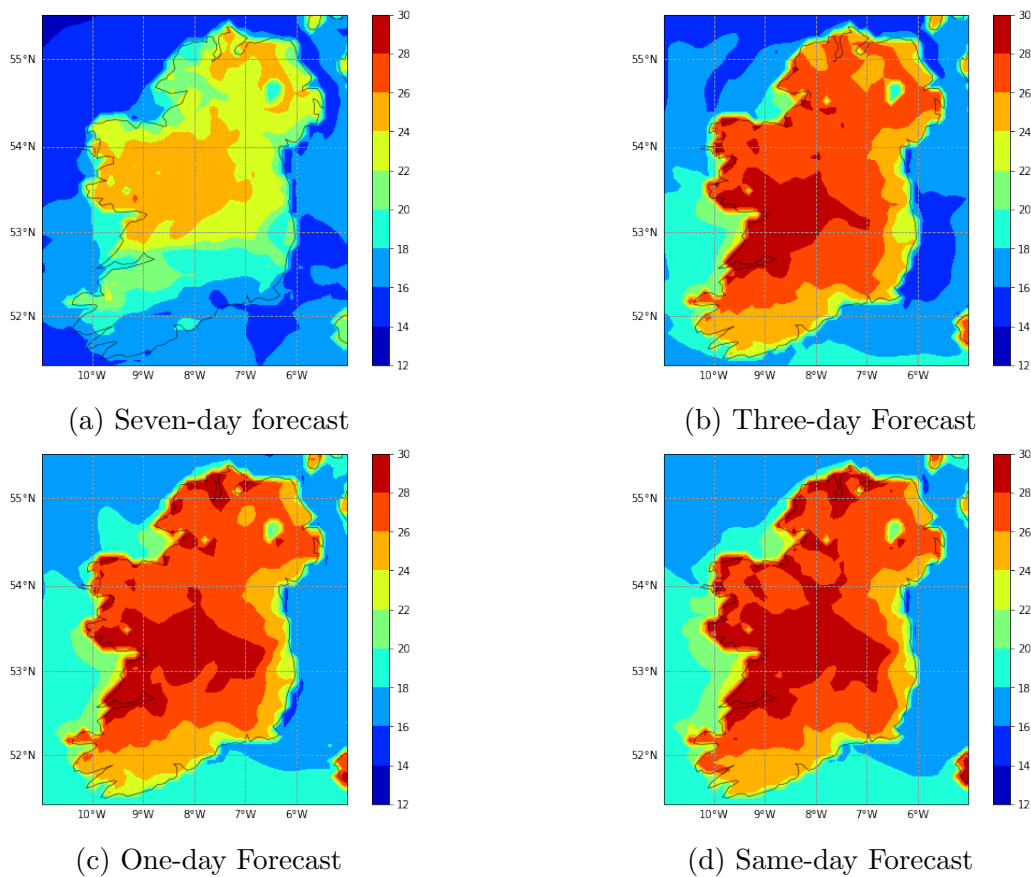 55°N
54°N
53°N
52°N
10°W 9°W 8°W 7°W 6°W
30
28
26
24
22
20
18
16
14
12
(a) Seven-day forecast
55°N
54°N
53°N
52°N
10°W 9°W 8°W 7°W 6°W
30
28
26
24
22
20
18
16
14
12
(b) Three-day Forecast
55°N
54°N
53°N
52°N
10°W 9°W 8°W 7°W 6°W
30
28
26
24
22
20
18
16
14
12
(c) One-day Forecast
55°N
54°N
53°N
52°N
10°W 9°W 8°W 7°W 6°W
30
28
26
24
22
20
18
16
14
12
(d) Same-day Forecast